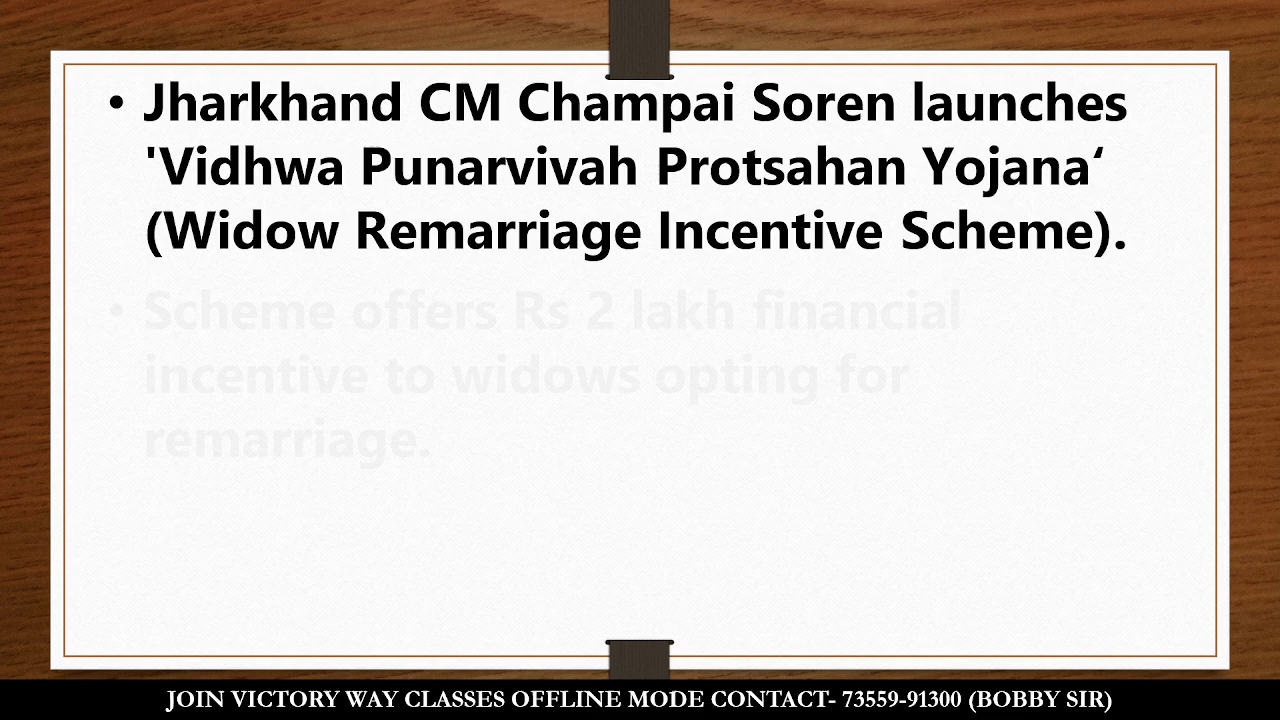 • Jharkhand CM Champai Soren launches
'Vidhwa Punarvivah Protsahan Yojana‘
(Widow Remarriage Incentive Scheme).
• Scheme offers Rs 2 lakh financial
incentive to widows opting for
remarriage.
JOIN VICTORY WAY CLASSES OFFLINE MODE CONTACT- 73559-91300 (BOBBY SIR)